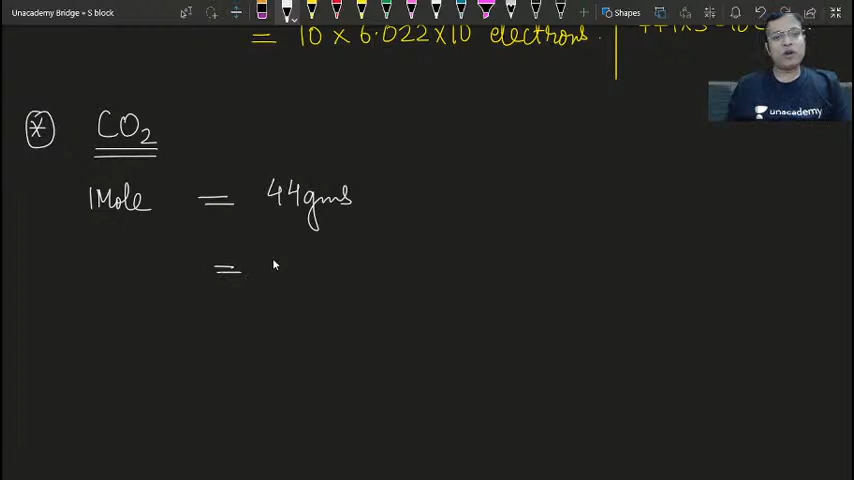 Unacademy Bridge + S block
Shapes
= 10 × 6.022×10 electrons.
unacademy
* CO2
1Mole = 44gms
=